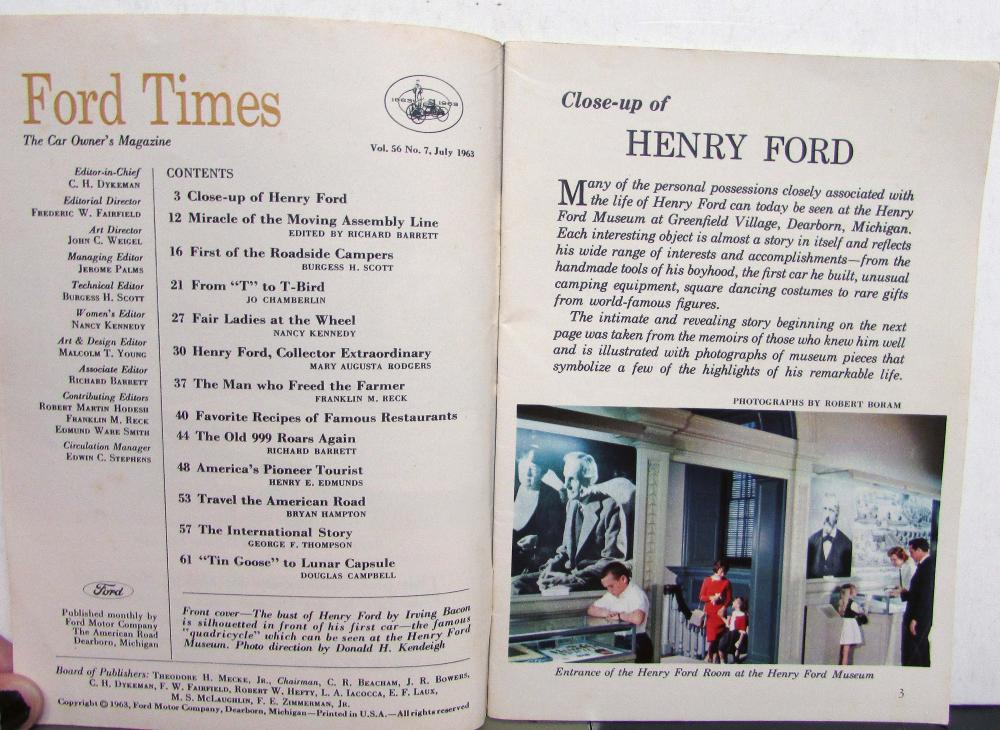 Ford Times
The Car Owner's Magazine
1863 1963
Vol. 56 No. 7, July 1963
Editor-in-Chief
C. H. DYKEMAN
Editorial Director
FREDERIC W. FAIRFIELD
Art Director
JOHN C. WEIGEL
Managing Editor
JEROME PALMS
Technical Editor
BURGESS H. SCOTT
Women's Editor
NANCY KENNEDY
Art & Design Editor
MALCOLM T. YOUNG
Associate Editor
RICHARD BARRETT
Contributing Editors
ROBERT MARTIN HODESH
FRANKLIN M. RECK
EDMUND WARE SMITH
Circulation Manager
EDWIN C. STEPHENS
Ford
Published monthly by
Ford Motor Company
The American Road
Dearborn, Michigan
CONTENTS
3 Close-up of Henry Ford
12 Miracle of the Moving Assembly Line
EDITED BY RICHARD BARRETT
16 First of the Roadside Campers
BURGESS H. SCOTT
21 From "T" to T-Bird
JO CHAMBERLIN
27 Fair Ladies at the Wheel
NANCY KENNEDY
30 Henry Ford, Collector Extraordinary
MARY AUGUSTA RODGERS
37 The Man who Freed the Farmer
FRANKLIN M. RECK
40 Favorite Recipes of Famous Restaurants
44 The Old 999 Roars Again
RICHARD BARRETT
48 America's Pioneer Tourist
HENRY E. EDMUNDS
53 Travel the American Road
BRYAN HAMPTON
57 The International Story
GEORGE F. THOMPSON
61 "Tin Goose" to Lunar Capsule
DOUGLAS CAMPBELL
Front cover—The bust of Henry Ford by Irving Bacon
is silhouetted in front of his first car—the famous
"quadricycle" which can be seen at the Henry Ford
Museum. Photo direction by Donald H. Kendeigh
Board of Publishers: THEODORE H. MECKE, JR., Chairman, C. R. BEACHAM, J. R. BOWERS,
C. H. DYKEMAN, F. W. FAIRFIELD, ROBERT W. HEFTY, L. A. IACOCCA, E. F. LAUX,
M. S. MCLAUGHLIN, F. E. ZIMMERMAN, JR.
Copyright © 1963, Ford Motor Company, Dearborn, Michigan—Printed in U.S.A.—All rights reserved
Close-up of
HENRY FORD
Many of the personal possessions closely associated with
the life of Henry Ford can today be seen at the Henry
Ford Museum at Greenfield Village, Dearborn, Michigan.
Each interesting object is almost a story in itself and reflects
his wide range of interests and accomplishments—from the
handmade tools of his boyhood, the first car he built, unusual
camping equipment, square dancing costumes to rare gifts
from world-famous figures.
The intimate and revealing story beginning on the next
page was taken from the memoirs of those who knew him well
and is illustrated with photographs of museum pieces that
symbolize a few of the highlights of his remarkable life.
PHOTOGRAPHS BY ROBERT BORAM
Entrance of the Henry Ford Room at the Henry Ford Museum
3